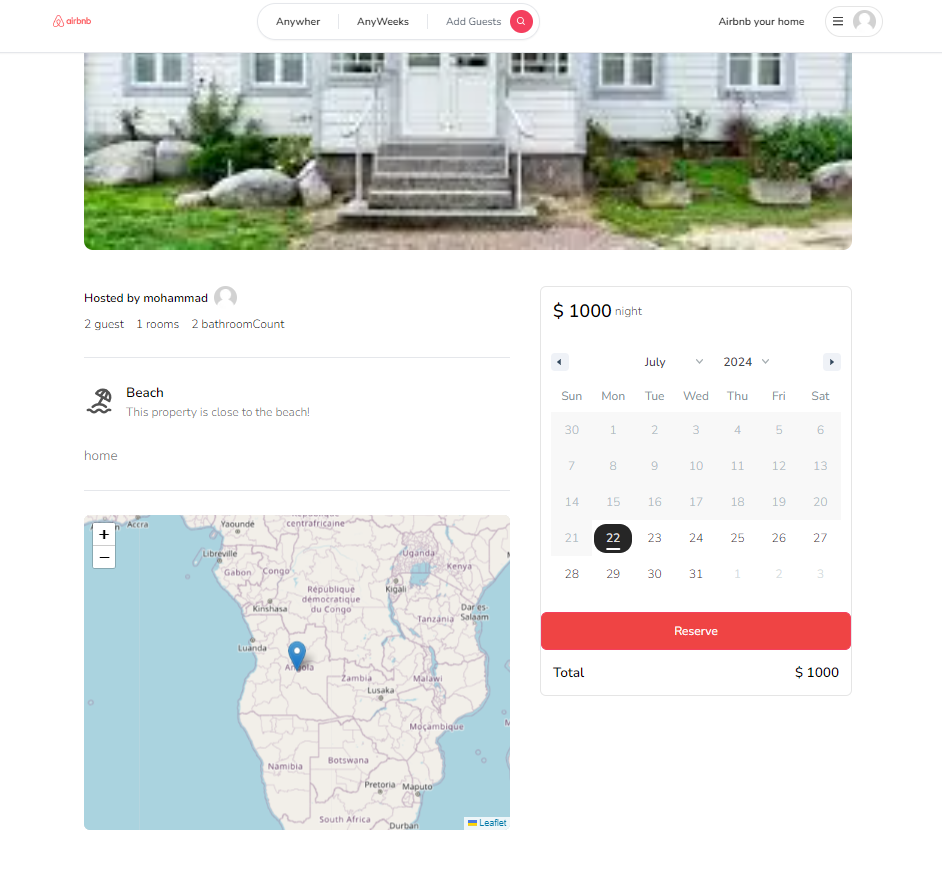 airbnb
Anywher
AnyWeeks
Add Guests
Airbnb your home
Hosted by mohammad
2 guest 1 rooms 2 bathroomCount
Beach
This property is close to the beach!
home
+
−
Accra
Yaoundé
centrafricaine
Libreville
Uganda
Gabon
Congo
Kenya
Kigali
République
démocratique
du Congo
Kinshasa
Dar es
Salaam
Tanzania
Luanda
Angola
Zambia
Malawi
Lusaka
Moçambique
Namibia
Botswana
Pretoria
Maputo
South Africa
Durban
Leaflet
$ 1000 night
July 2024
Sun Mon Tue Wed Thu Fri Sat
30 1 2 3 4 5 6
7 8 9 10 11 12 13
14 15 16 17 18 19 20
21 22 23 24 25 26 27
28 29 30 31 1 2 3
Reserve
Total $ 1000